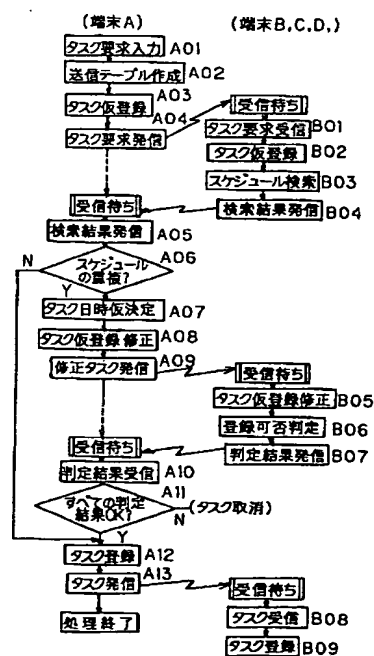 (端末A)
(端末B,C,D,)
タスク要求入力 A01
送信テーブル作成 A02
タスク仮登録 A03
タスク要求発信 A04
受信待ち
タスク要求受信 B01
タスク仮登録 B02
スケジュール検索 B03
検索結果発信 B04
受信待ち
検索結果発信 A05
スケジュールの重複? A06
N
Y
タスク日時仮決定 A07
タスク仮登録修正 A08
修正タスク発信 A09
受信待ち
タスク仮登録修正 B05
登録可否判定 B06
判定結果発信 B07
受信待ち
判定結果受信 A10
すべての判定結果OK? A11
N (タスク取消)
Y
タスク登録 A12
タスク発信 A13
処理終了
受信待ち
タスク受信 B08
タスク登録 B09